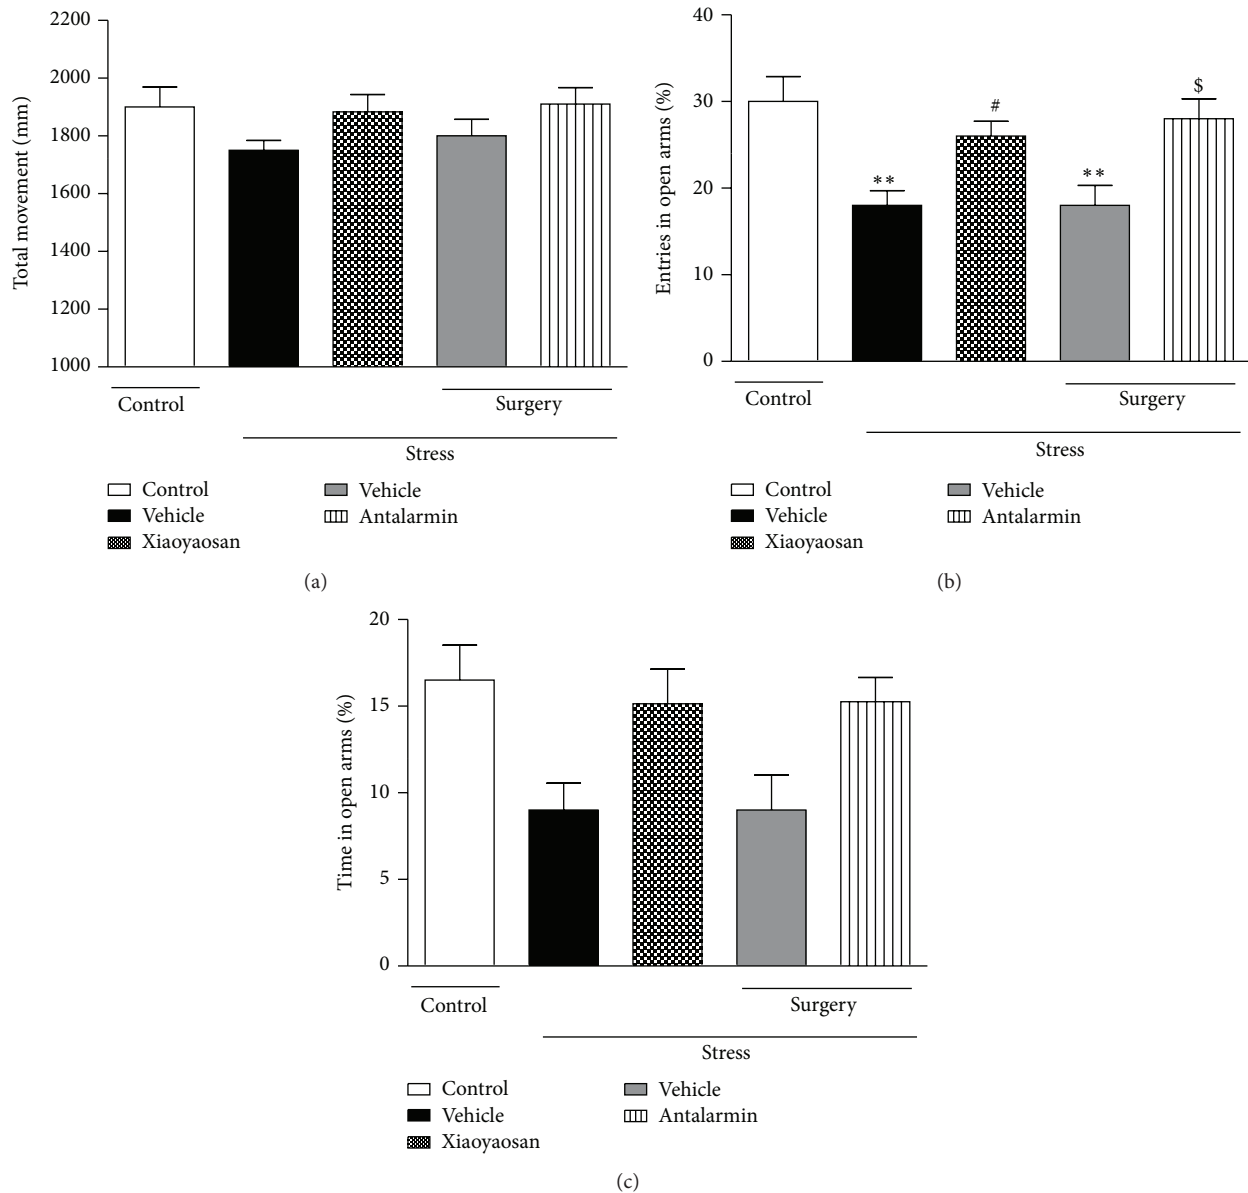 2200
2000
1800
1600
1400
1200
1000
Total movement (mm)
Control
Surgery
Stress
Control
Vehicle
Vehicle
Antalarmin
Xiaoyaosan
(a)
40
30
20
10
0
Entries in open arms (%)
**
#
**
$
Control
Surgery
Stress
Control
Vehicle
Vehicle
Antalarmin
Xiaoyaosan
(b)
20
15
10
5
0
Time in open arms (%)
Control
Surgery
Stress
Control
Vehicle
Vehicle
Antalarmin
Xiaoyaosan
(c)